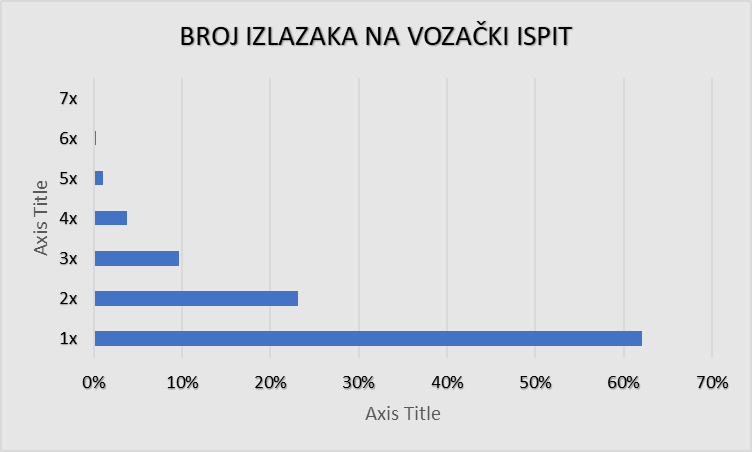 BROJ IZLAZAKA NA VOZAČKI ISPIT
Axis Title
7x
6x
5x
4x
3x
2x
1x
0% 10% 20% 30% 40% 50% 60% 70%
Axis Title